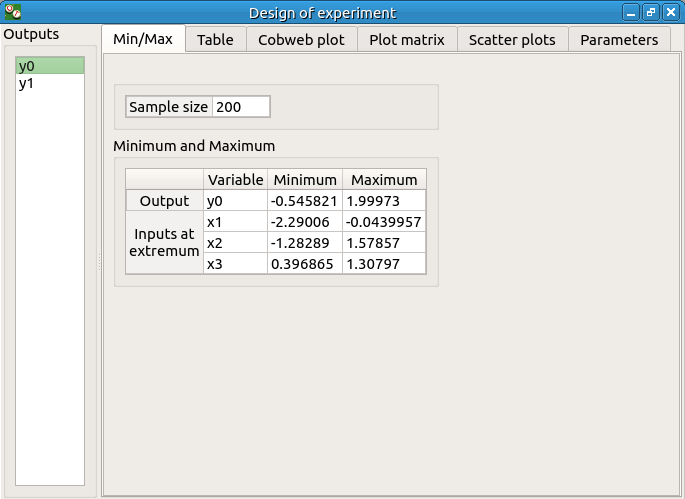 Design of experiment
Outputs
y0
y1
Min/Max Table Cobweb plot Plot matrix Scatter plots Parameters
Sample size 200
Minimum and Maximum
Variable Minimum Maximum
Output y0 -0.545821 1.99973
Inputs at extremum
x1 -2.29006 -0.0439957
x2 -1.28289 1.57857
x3 0.396865 1.30797